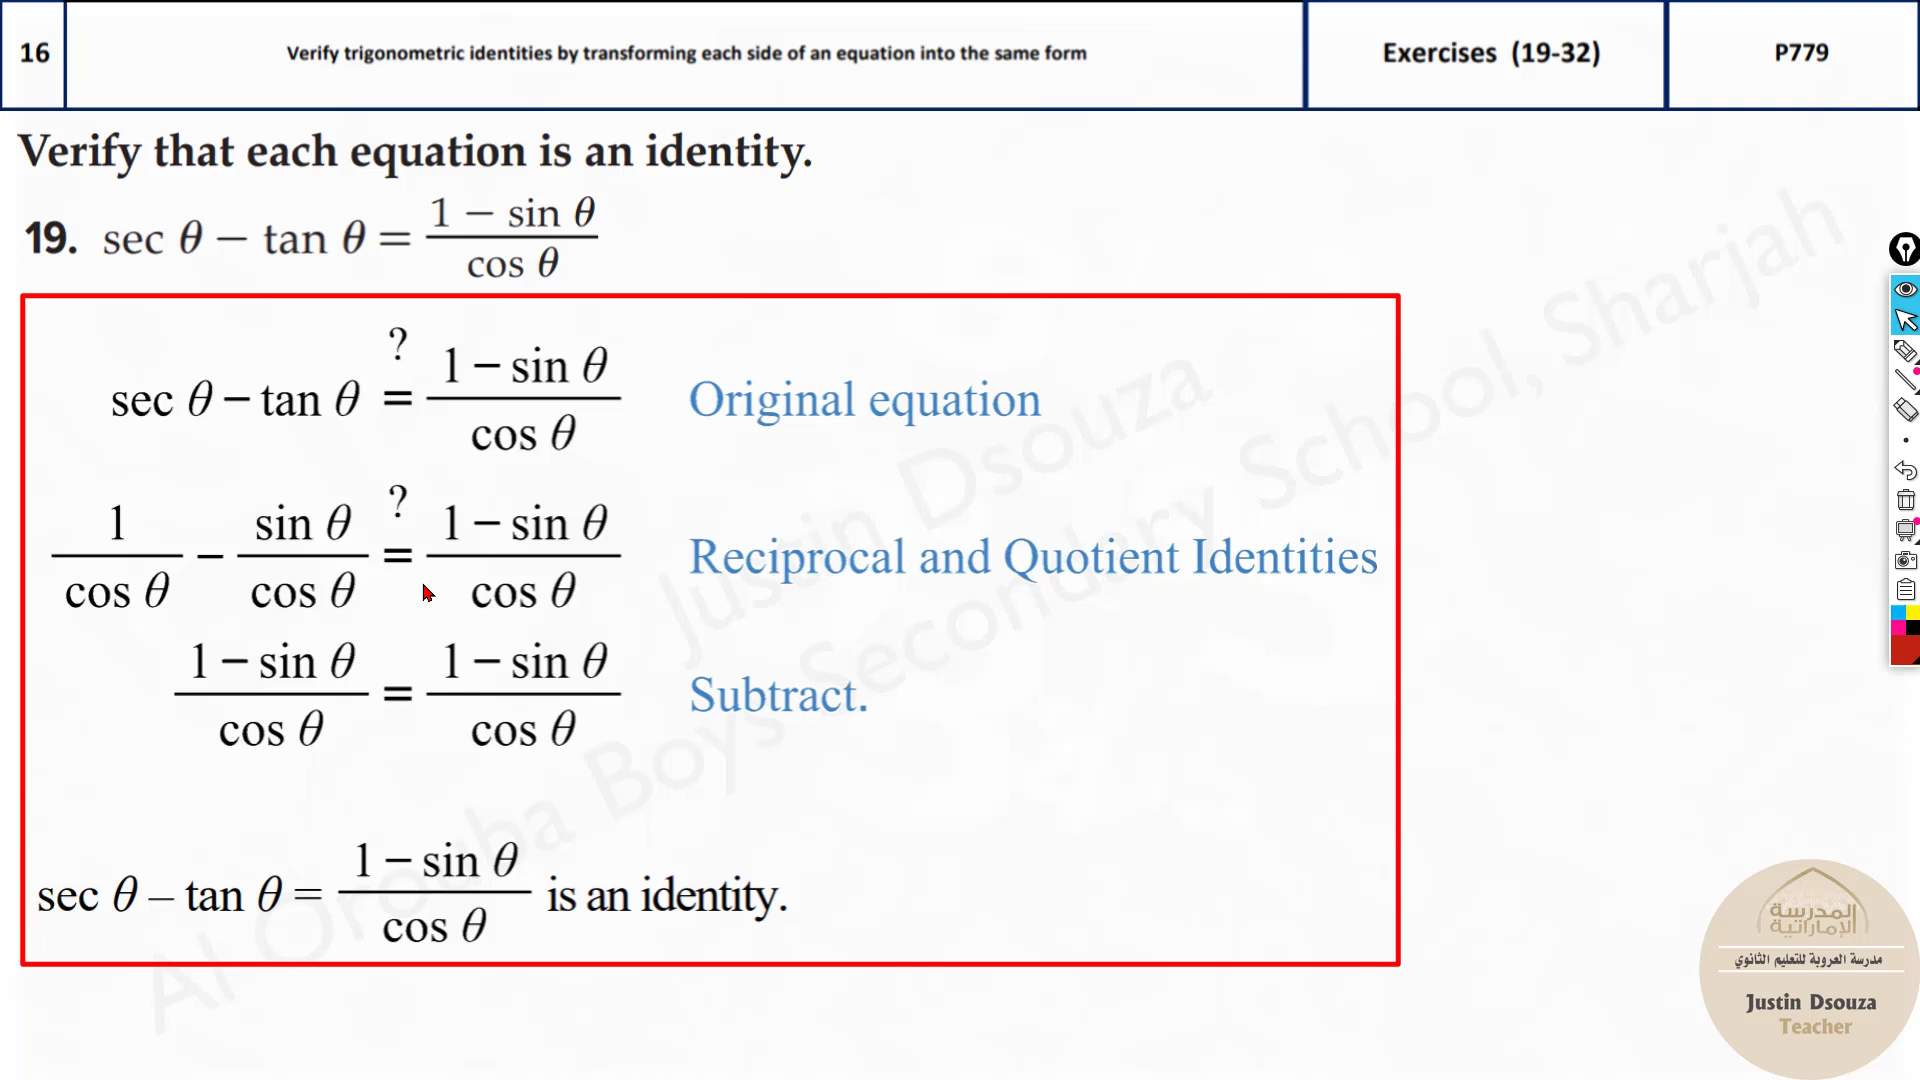 16 Verify trigonometric identities by transforming each side of an equation into the same form Exercises (19-32) P779
Verify that each equation is an identity.
19. sec θ − tan θ = (1 − sin θ)/(cos θ)
sec θ − tan θ ?= (1 − sin θ)/(cos θ) Original equation
1/(cos θ) − (sin θ)/(cos θ) ?= (1 − sin θ)/(cos θ) Reciprocal and Quotient Identities
(1 − sin θ)/(cos θ) = (1 − sin θ)/(cos θ) Subtract.
sec θ − tan θ = (1 − sin θ)/(cos θ) is an identity.
Justin Dsouza
Al Orouba Boys Secondary School, Sharjah
المدرسة
الإماراتية
مدرسة العروبة للتعليم الثانوي
Justin Dsouza
Teacher